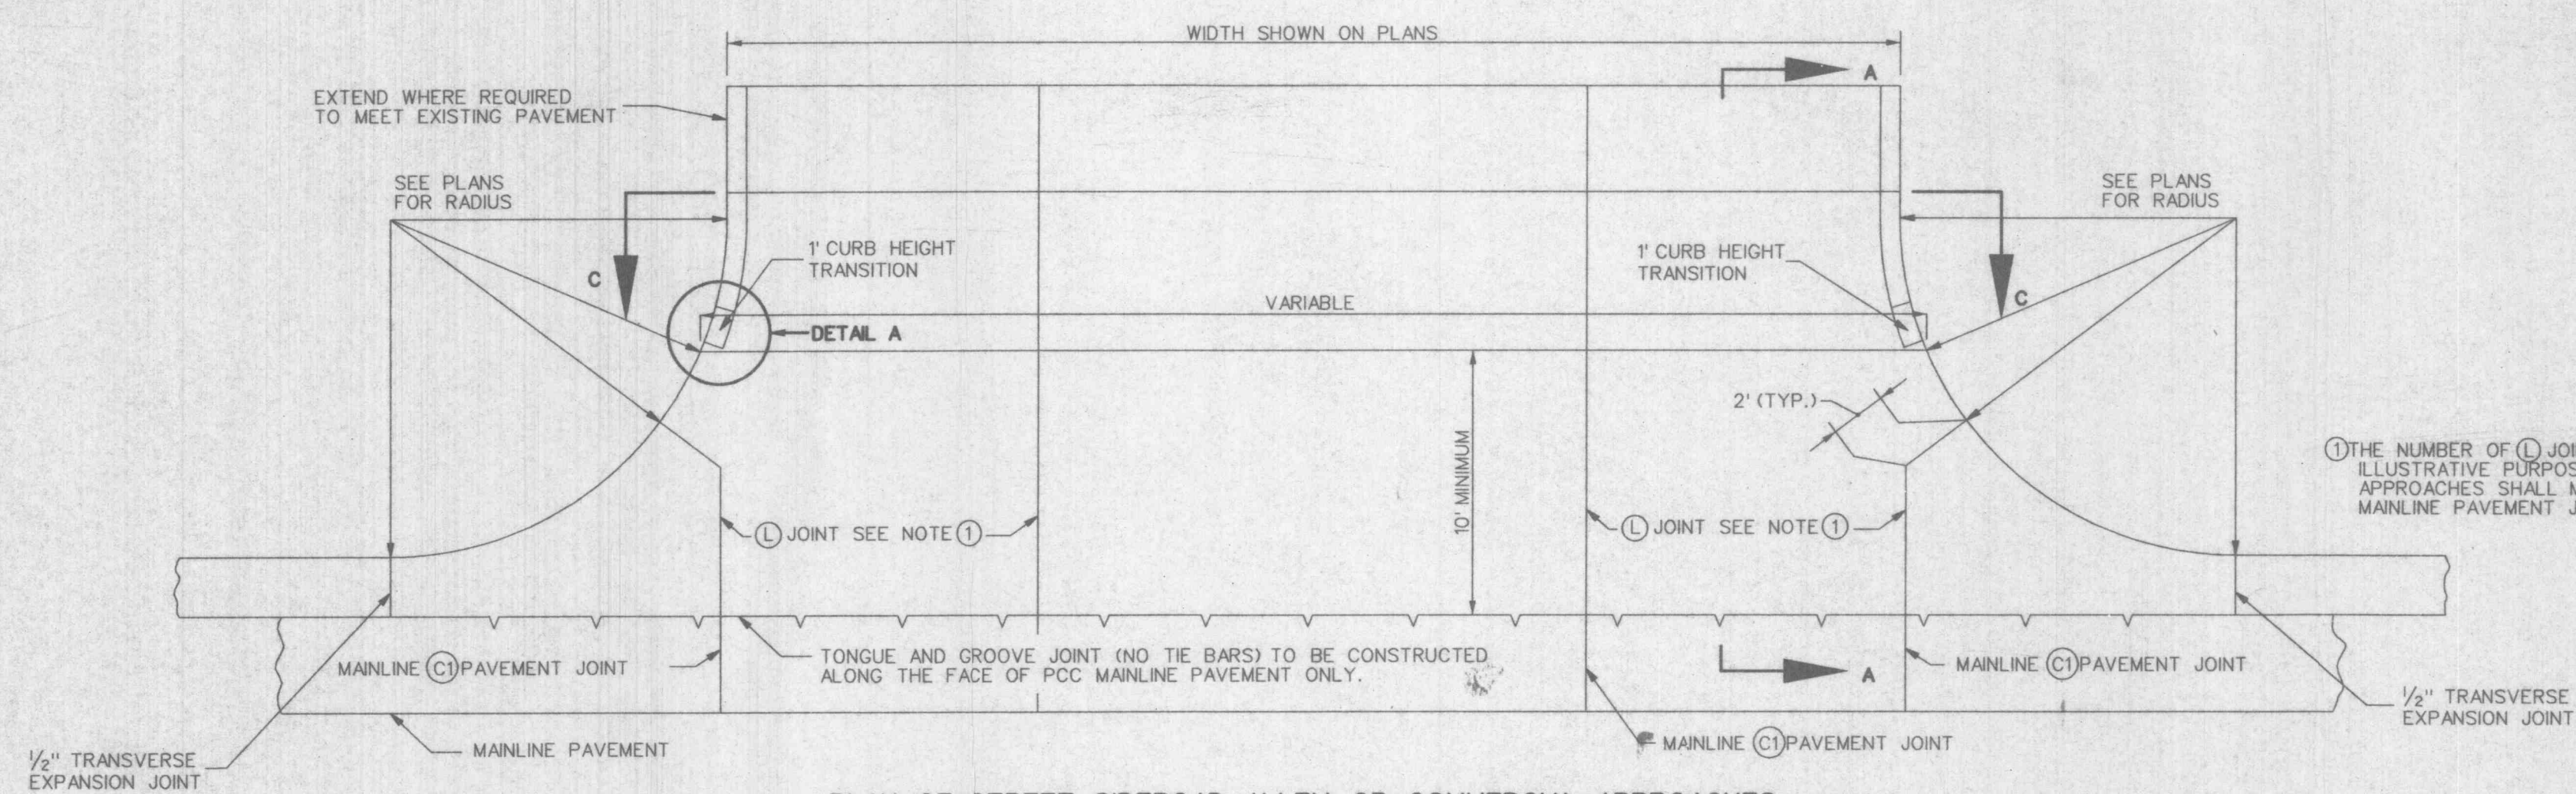 WIDTH SHOWN ON PLANS
A
EXTEND WHERE REQUIRED
TO MEET EXISTING PAVEMENT
SEE PLANS
FOR RADIUS
SEE PLANS
FOR RADIUS
C
1' CURB HEIGHT
TRANSITION
1' CURB HEIGHT
TRANSITION
C
VARIABLE
DETAIL A
2' (TYP.)
10' MINIMUM
① THE NUMBER OF Ⓛ
ILLUSTRATIVE
APPROACHES SHALL
MAINLINE PAVEMENT
Ⓛ JOINT SEE NOTE ①
Ⓛ JOINT SEE NOTE ①
MAINLINE (C1) PAVEMENT JOINT
TONGUE AND GROOVE JOINT (NO TIE BARS) TO BE CONSTRUCTED
ALONG THE FACE OF PCC MAINLINE PAVEMENT ONLY.
A
MAINLINE (C1) PAVEMENT JOINT
1/2" TRANSVERSE
EXPANSION JOINT
MAINLINE PAVEMENT
MAINLINE (C1) PAVEMENT JOINT
1/2" TRANSVERSE
EXPANSION JOINT